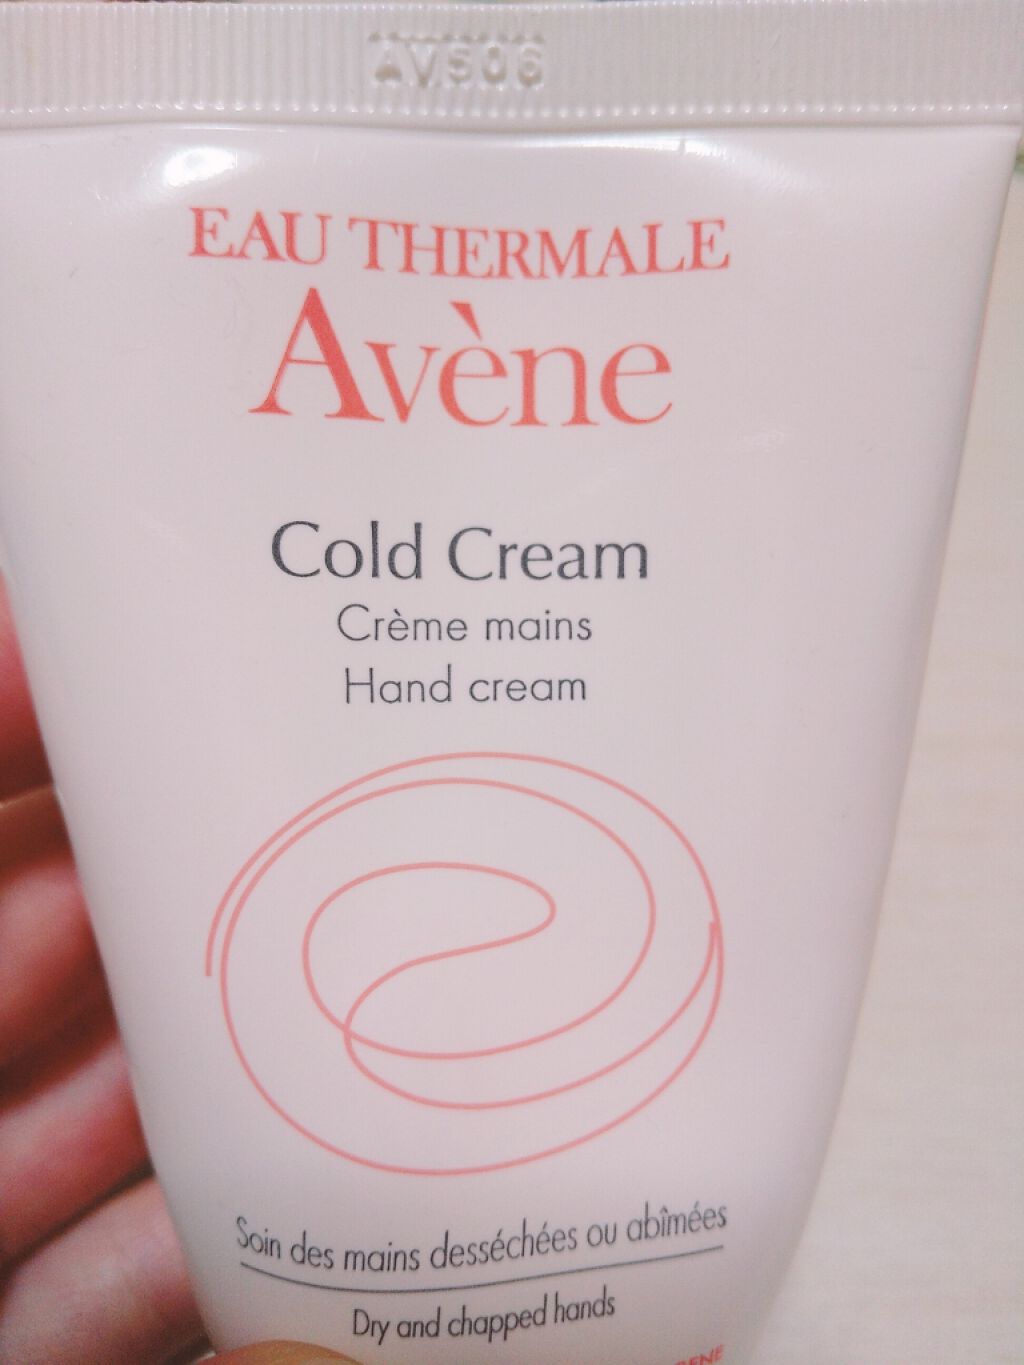 AV506
EAU THERMALE
Avène
Cold Cream
Crème mains
Hand cream
Soin des mains desséchées ou abîmées
Dry and chapped hands